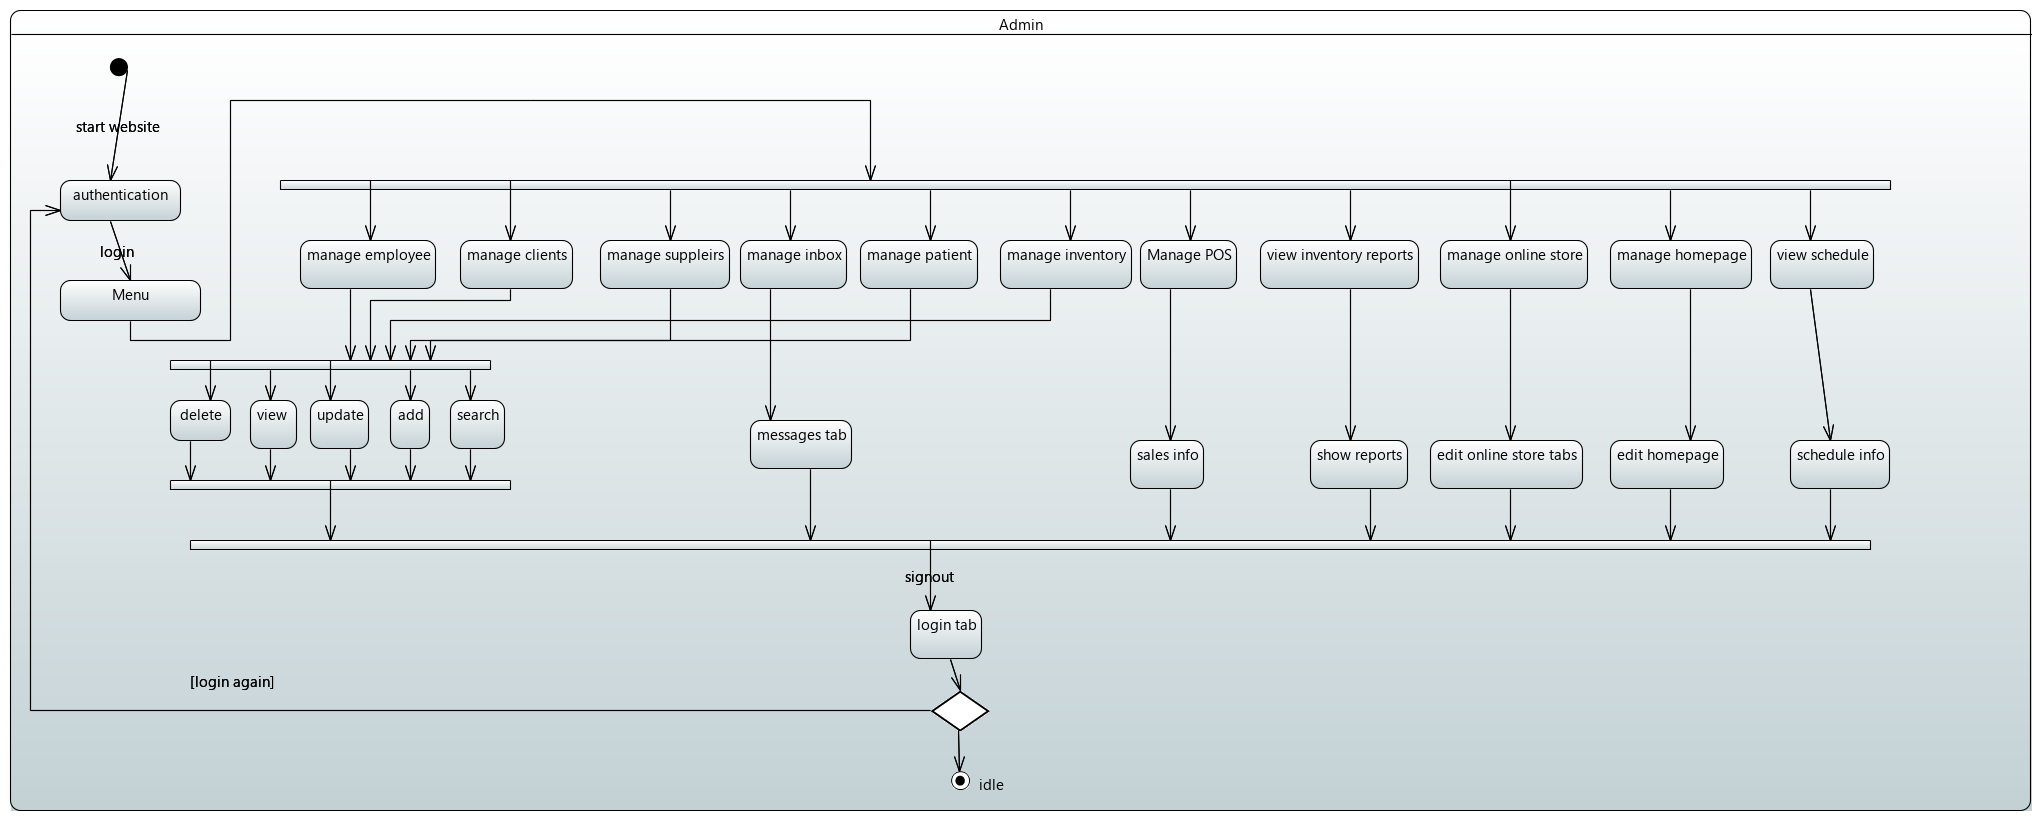 Admin
start website
authentication
login
Menu
manage employee
manage clients
manage suppleirs
manage inbox
manage patient
manage inventory
Manage POS
view inventory reports
manage online store
manage homepage
view schedule
delete
view
update
add
search
messages tab
sales info
show reports
edit online store tabs
edit homepage
schedule info
signout
login tab
[login again]
idle